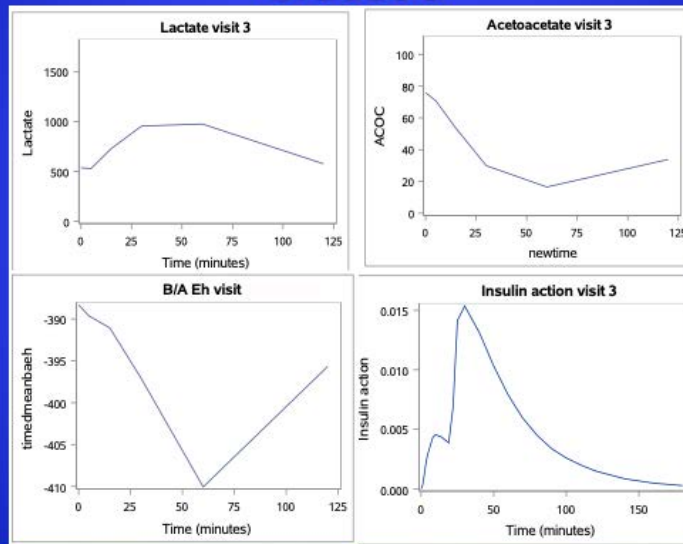 Lactate visit 3
1500
1000
500
0
Lactate
0 25 50 75 100 125
Time (minutes)
Acetoacetate visit 3
100
80
60
40
20
0
ACOC
0 25 50 75 100 125
newtime
B/A Eh visit
-390
-395
-400
-405
-410
timedmeanbaeh
0 25 50 75 100 125
Time (minutes)
Insulin action visit 3
0.015
0.010
0.005
0.000
Insulin action
0 50 100 150
Time (minutes)